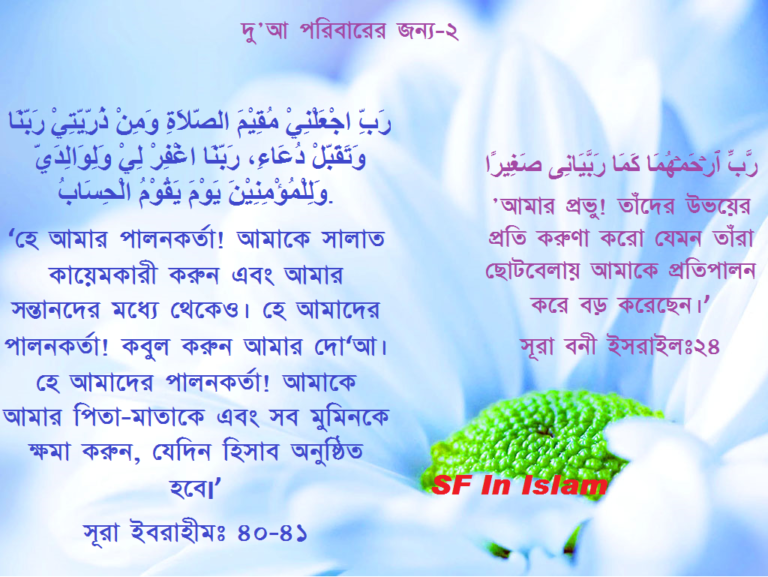 দু'আ পরিবারের জন্য-২
رَبِّ اجْعَلْنِيْ مُقِيْمَ الصّلاَةِ وَمِنْ ذُرِّيّتِيْ رَبّنَا
وَتَقَبّلْ دُعَاءِ، رَبّنَا اغْفِرْ لِيْ وَلِوَالِدَيّ
وَلِلْمُؤْمِنِيْنَ يَوْمَ يَقُوْمُ الْحِسَابُ.
‘হে আমার পালনকর্তা! আমাকে সালাত
কায়েমকারী করুন এবং আমার
সন্তানদের মধ্যে থেকেও। হে আমাদের
পালনকর্তা! কবুল করুন আমার দো‘আ।
হে আমাদের পালনকর্তা! আমাকে
আমার পিতা-মাতাকে এবং সব মুমিনকে
ক্ষমা করুন, যেদিন হিসাব অনুষ্ঠিত
হবে।’
সূরা ইবরাহীমঃ ৪০-৪১
رَّبِّ ٱرْحَمْهُمَا كَمَا رَبَّيَانِى صَغِيرًا
'আমার প্রভু! তাঁদের উভয়ের
প্রতি করুণা করো যেমন তাঁরা
ছোটবেলায় আমাকে প্রতিপালন
করে বড় করেছেন।’
সূরা বনী ইসরাইলঃ২৪
SF In Islam